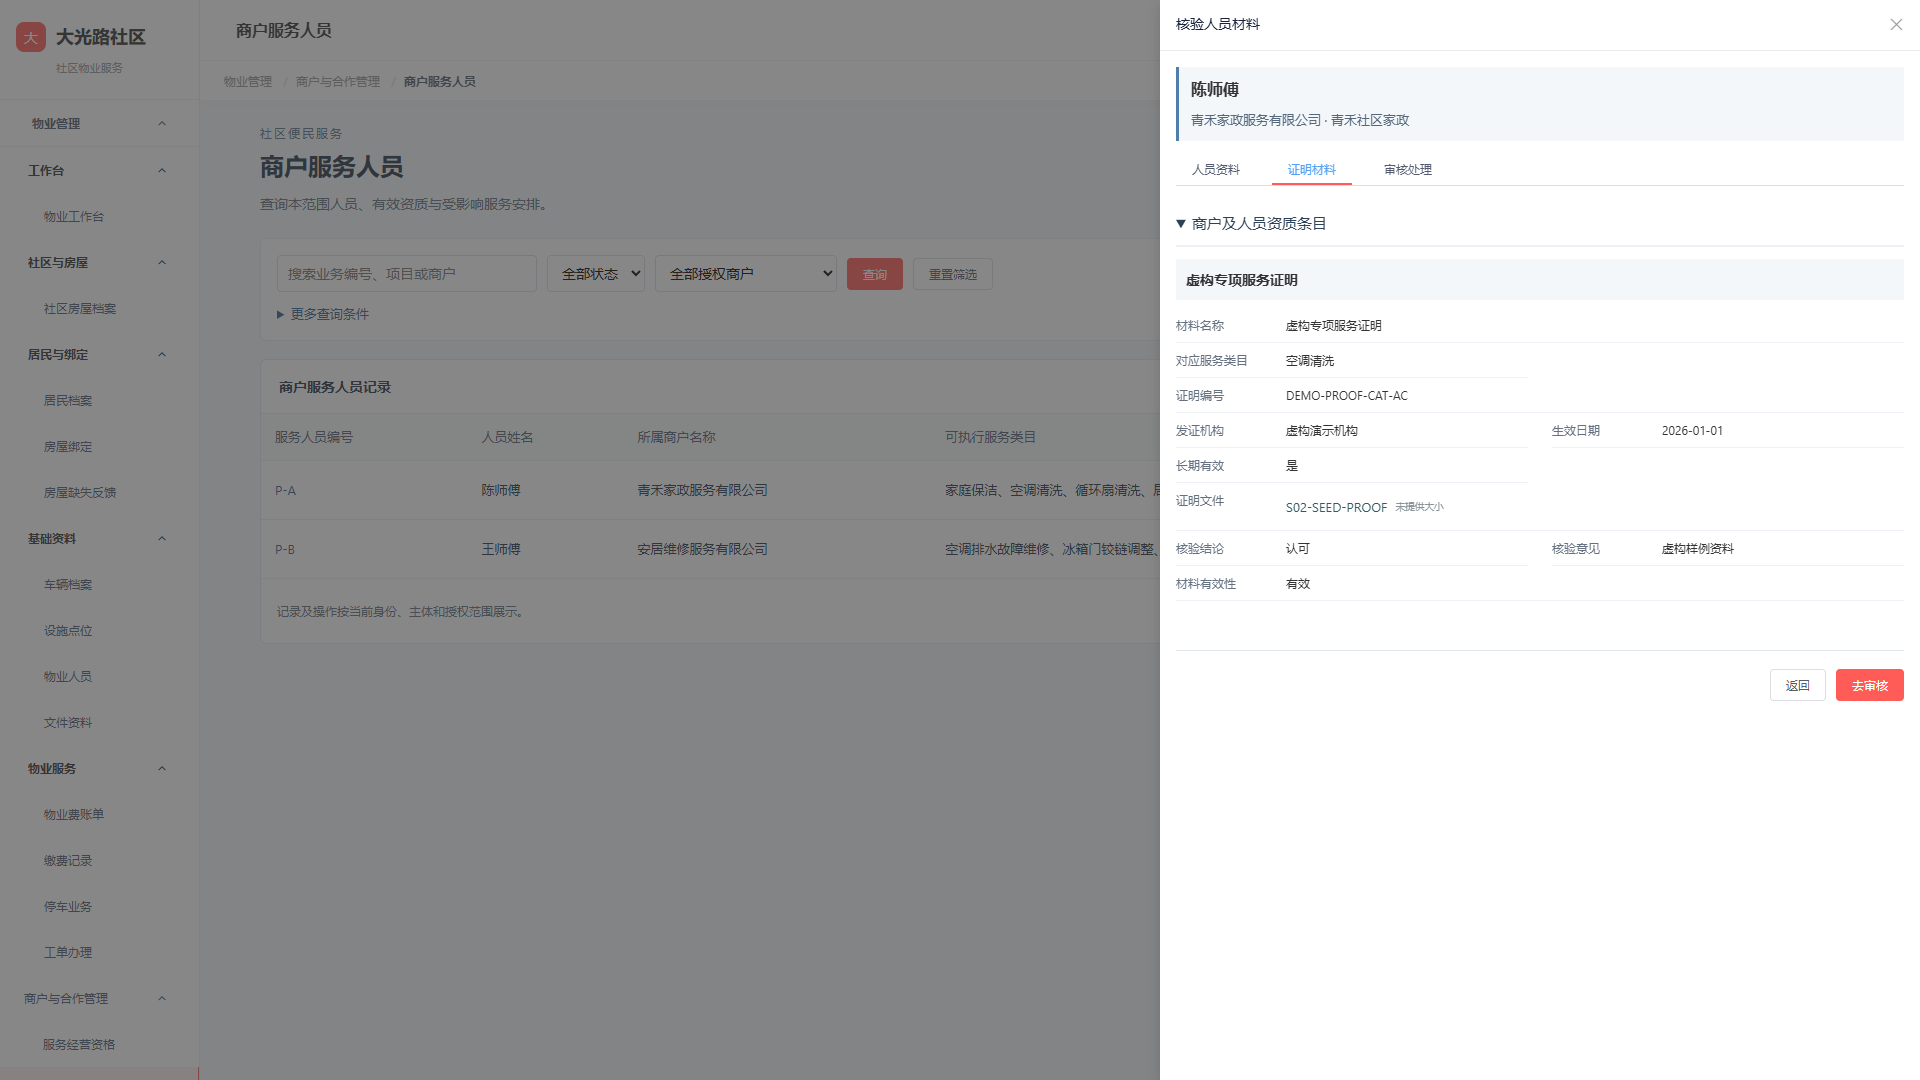 大
大光路社区
社区物业服务
物业管理
工作台
物业工作台
社区与房屋
社区房屋档案
居民与绑定
居民档案
房屋绑定
房屋缺失反馈
基础资料
车辆档案
设施点位
物业人员
文件资料
物业服务
物业费账单
缴费记录
停车业务
工单办理
商户与合作管理
服务经营资格
商户服务人员
物业管理 / 商户与合作管理 / 商户服务人员
社区便民服务
商户服务人员
查询本范围人员、有效资质与受影响服务安排。
搜索业务编号、项目或商户 全部状态 全部授权商户 查询 重置筛选
更多查询条件
商户服务人员记录
服务人员编号 人员姓名 所属商户名称 可执行服务类目
P-A 陈师傅 青禾家政服务有限公司 家庭保洁、空调清洗、循环扇清洗、
P-B 王师傅 安居维修服务有限公司 空调排水故障维修、冰箱门铰链调整、
记录及操作按当前身份、主体和授权范围展示。
核验人员材料
陈师傅
青禾家政服务有限公司 · 青禾社区家政
人员资料 证明材料 审核处理
商户及人员资质条目
虚构专项服务证明
材料名称 虚构专项服务证明
对应服务类目 空调清洗
证明编号 DEMO-PROOF-CAT-AC
发证机构 虚构演示机构 生效日期 2026-01-01
长期有效 是
证明文件 S02-SEED-PROOF 未提供大小
核验结论 认可 核验意见 虚构样例资料
材料有效性 有效
返回 去审核